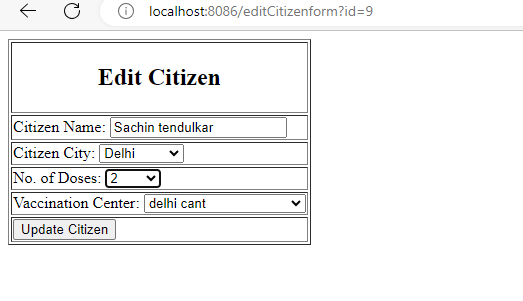 localhost:8086/editCitizenform?id=9
Edit Citizen
Citizen Name: Sachin tendulkar
Citizen City: Delhi
No. of Doses: 2
Vaccination Center: delhi cant
Update Citizen